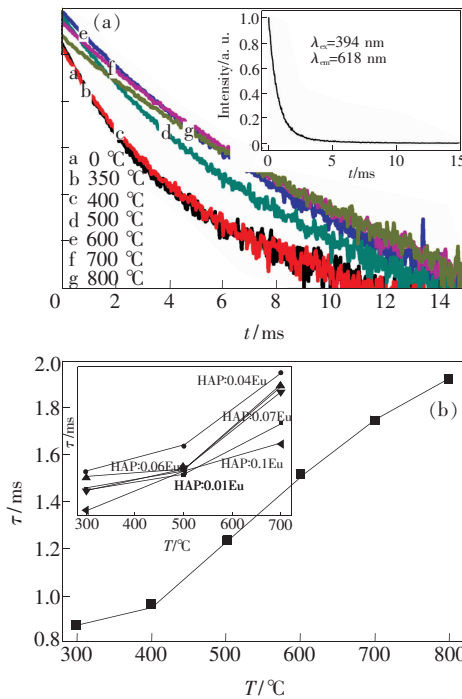 (a)
Intensity/a. u.
1.0
0.8
0.6
0.4
0.2
0
0 5 10 15
t/ms
λex=394 nm
λem=618 nm
e
f
a
b
c
d
g
a 0 ℃
b 350 ℃
c 400 ℃
d 500 ℃
e 600 ℃
f 700 ℃
g 800 ℃
0 2 4 6 8 10 12 14
t/ms
(b)
τ/ms
2.0
1.8
1.6
1.4
1.2
1.0
0.8
300 400 500 600 700 800
T/℃
τ/ms
HAP:0.04Eu
HAP:0.07Eu
HAP:0.06Eu
HAP:0.1Eu
HAP:0.01Eu
300 500 700
T/℃